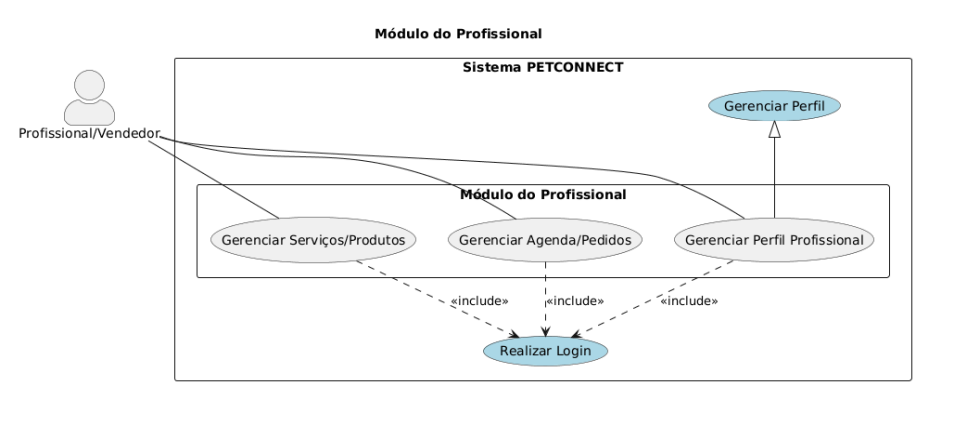 Módulo do Profissional
Sistema PETCONNECT
Gerenciar Perfil
Profissional/Vendedor
Módulo do Profissional
Gerenciar Serviços/Produtos
Gerenciar Agenda/Pedidos
Gerenciar Perfil Profissional
«include»
«include»
«include»
Realizar Login